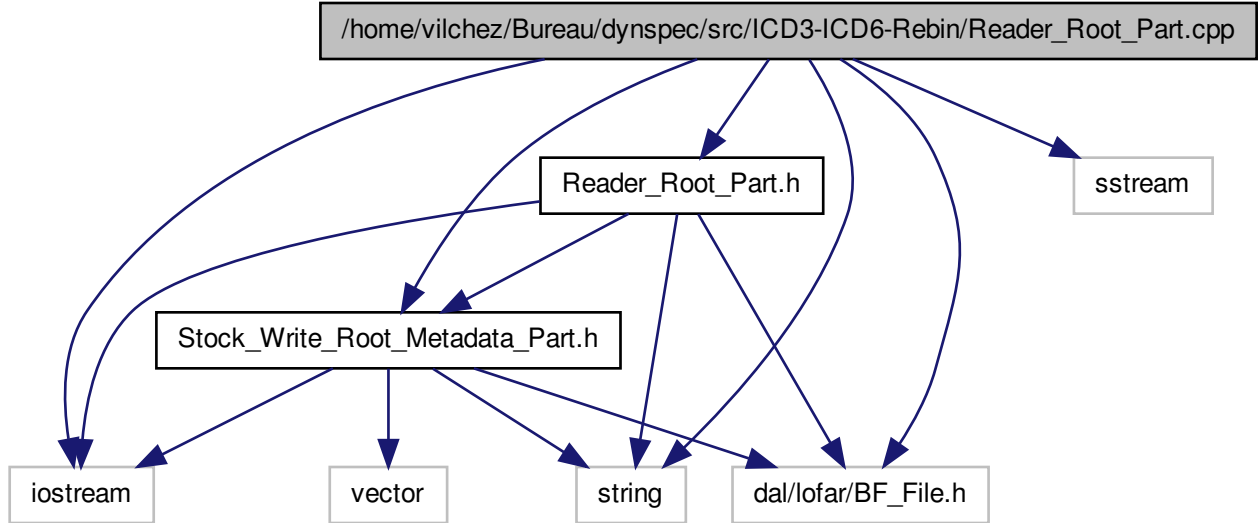 /home/vilchez/Bureau/dynspec/src/ICD3-ICD6-Rebin/Reader_Root_Part.cpp
Reader_Root_Part.h
sstream
Stock_Write_Root_Metadata_Part.h
iostream
vector
string
dal/lofar/BF_File.h